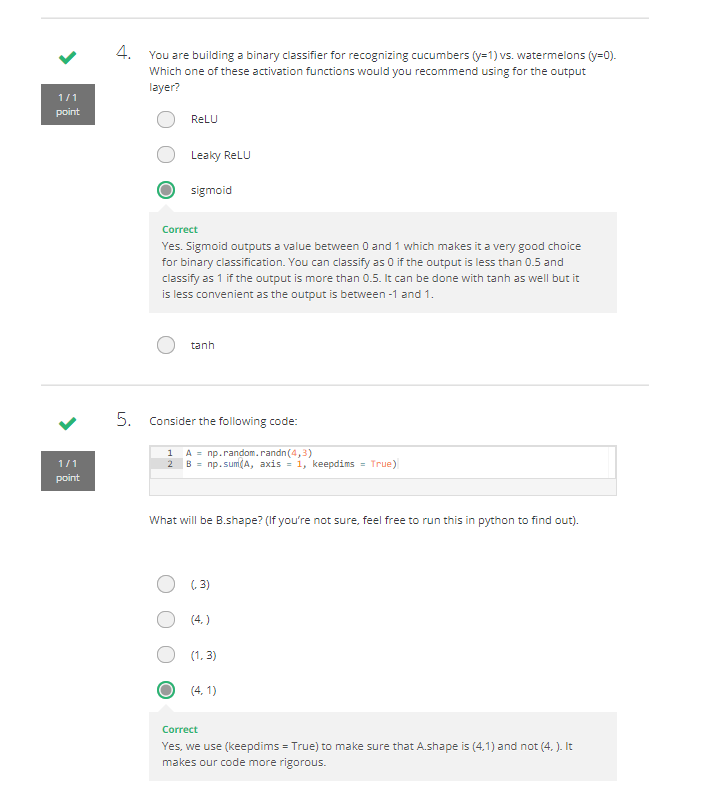 4. You are building a binary classifier for recognizing cucumbers (y=1) vs. watermelons (y=0).
Which one of these activation functions would you recommend using for the output
layer?
1 / 1
point
ReLU
Leaky ReLU
sigmoid
Correct
Yes. Sigmoid outputs a value between 0 and 1 which makes it a very good choice
for binary classification. You can classify as 0 if the output is less than 0.5 and
classify as 1 if the output is more than 0.5. It can be done with tanh as well but it
is less convenient as the output is between -1 and 1.
tanh
5. Consider the following code:
1 / 1
point
1 A = np.random.randn(4,3)
2 B = np.sum(A, axis = 1, keepdims = True)
What will be B.shape? (If you're not sure, feel free to run this in python to find out).
(, 3)
(4, )
(1, 3)
(4, 1)
Correct
Yes, we use (keepdims = True) to make sure that A.shape is (4,1) and not (4, ). It
makes our code more rigorous.